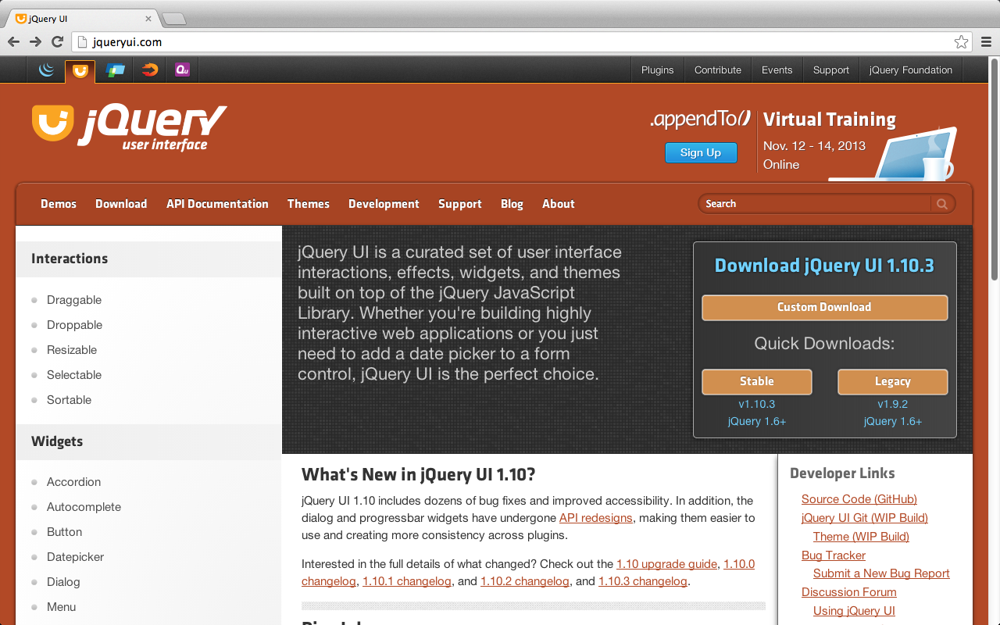 jQuery UI
jqueryui.com
Qu
Plugins Contribute Events Support jQuery Foundation
jQuery
user interface
.appendTo()
Sign Up
Virtual Training
Nov. 12 - 14, 2013
Online
Demos Download API Documentation Themes Development Support Blog About
Search
Interactions
Draggable
Droppable
Resizable
Selectable
Sortable
Widgets
Accordion
Autocomplete
Button
Datepicker
Dialog
Menu
jQuery UI is a curated set of user interface
interactions, effects, widgets, and themes
built on top of the jQuery JavaScript
Library. Whether you're building highly
interactive web applications or you just
need to add a date picker to a form
control, jQuery UI is the perfect choice.
Download jQuery UI 1.10.3
Custom Download
Quick Downloads:
Stable Legacy
v1.10.3 v1.9.2
jQuery 1.6+ jQuery 1.6+
What's New in jQuery UI 1.10?
jQuery UI 1.10 includes dozens of bug fixes and improved accessibility. In addition, the
dialog and progressbar widgets have undergone API redesigns, making them easier to
use and creating more consistency across plugins.
Interested in the full details of what changed? Check out the 1.10 upgrade guide, 1.10.0
changelog, 1.10.1 changelog, and 1.10.2 changelog, and 1.10.3 changelog.
Developer Links
Source Code (GitHub)
jQuery UI Git (WIP Build)
Theme (WIP Build)
Bug Tracker
Submit a New Bug Report
Discussion Forum
Using jQuery UI